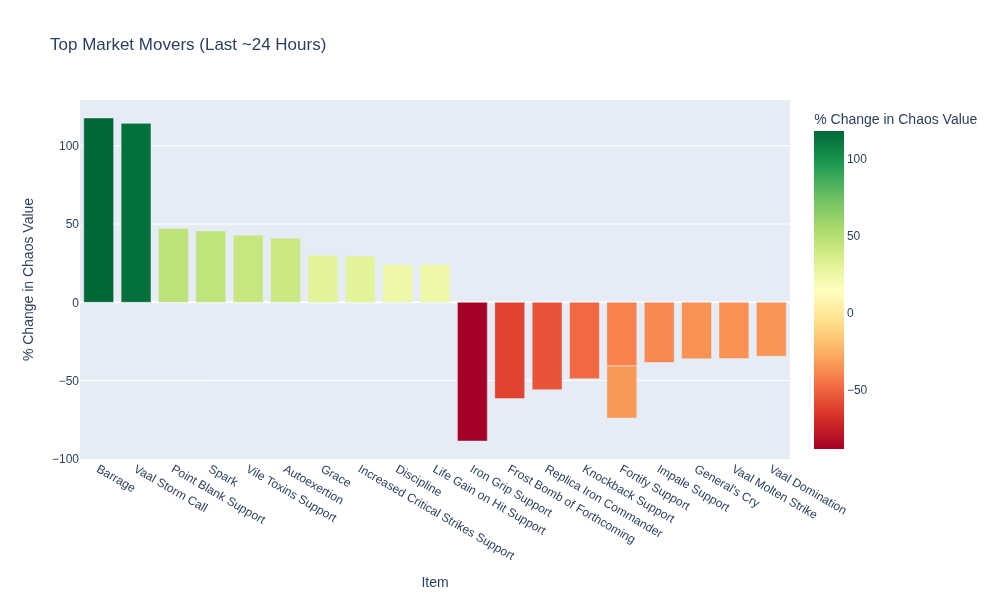 Top Market Movers (Last ~24 Hours)
% Change in Chaos Value
100
50
0
−50
−100
% Change in Chaos Value
100
50
0
−50
Barrage
Vaal Storm Call
Point Blank Support
Spark
Vile Toxins Support
Autoexertion
Grace
Increased Critical Strikes Support
Discipline
Life Gain on Hit Support
Iron Grip Support
Frost Bomb of Forthcoming
Replica Iron Commander
Knockback Support
Fortify Support
Impale Support
General's Cry
Vaal Molten Strike
Vaal Domination
Item